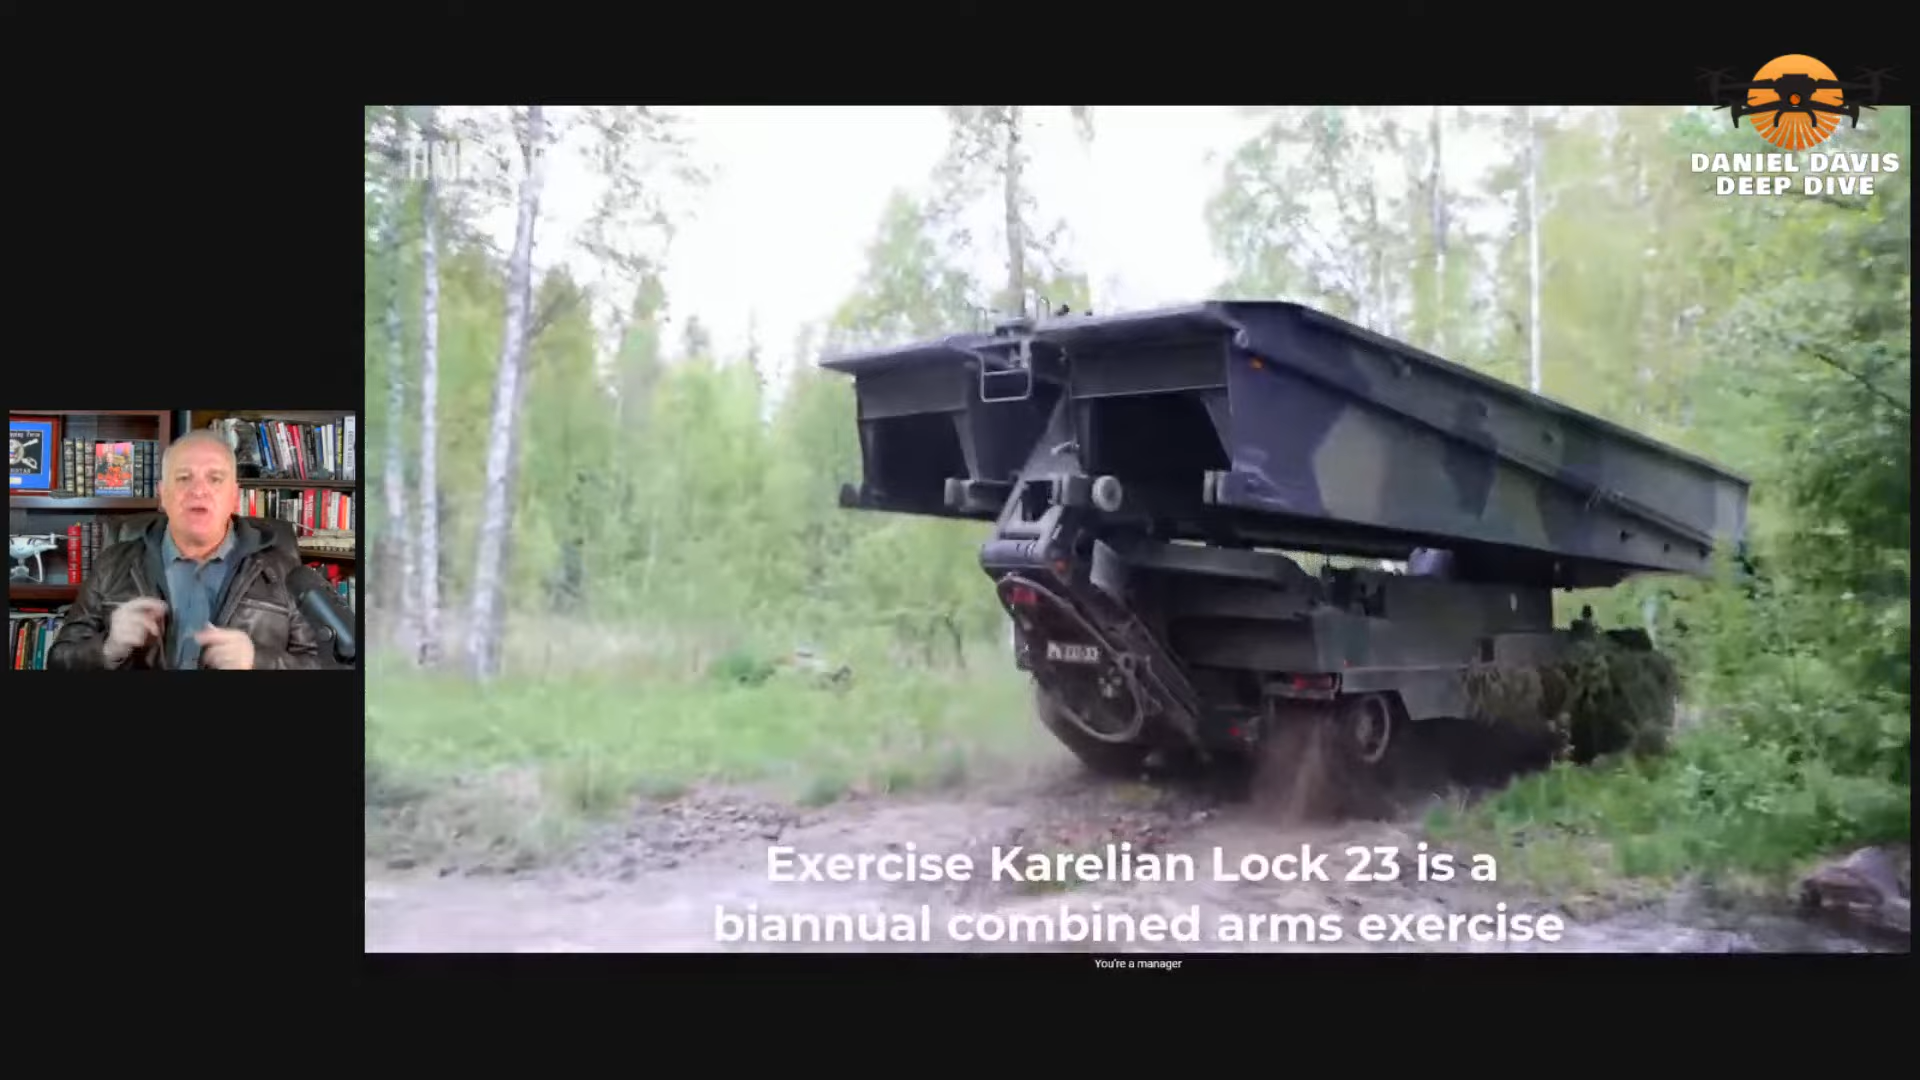 DANIEL DAVIS
DEEP DIVE
Exercise Karelian Lock 23 is a
biannual combined arms exercise
You're a manager